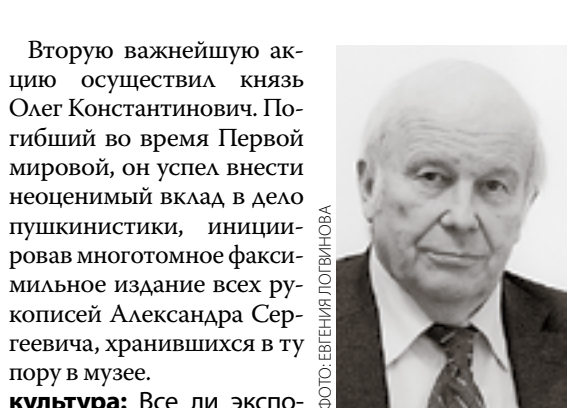 Вторую важнейшую ак-
цию осуществил князь
Олег Константинович. По-
гибший во время Первой
мировой, он успел внести
неоценимый вклад в дело
пушкинистики, иниции-
ровав многотомное факси-
мильное издание всех ру-
кописей Александра Сер-
геевича, хранившихся в ту
пору в музее.
культура: Все ли экспо-
ФОТО: ЕВГЕНИЯ ЛОГВИНОВА